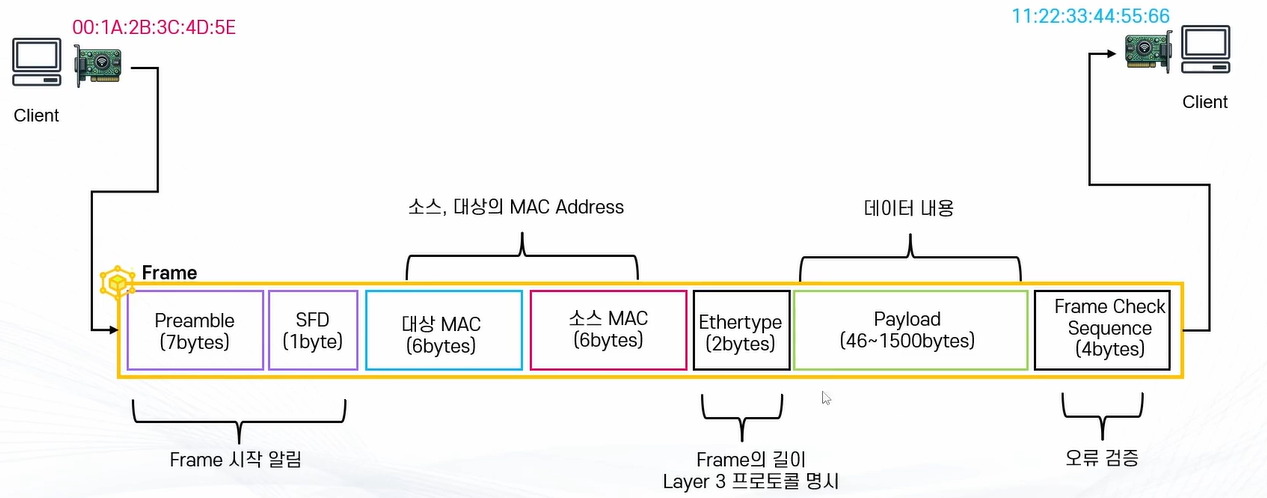 00:1A:2B:3C:4D:5E
11:22:33:44:55:66
Client
Client
소스, 대상의 MAC Address
데이터 내용
Frame
Preamble
(7bytes)
SFD
(1byte)
대상 MAC
(6bytes)
소스 MAC
(6bytes)
Ethertype
(2bytes)
Payload
(46~1500bytes)
Frame Check
Sequence
(4bytes)
Frame 시작 알림
Frame의 길이
Layer 3 프로토콜 명시
오류 검증